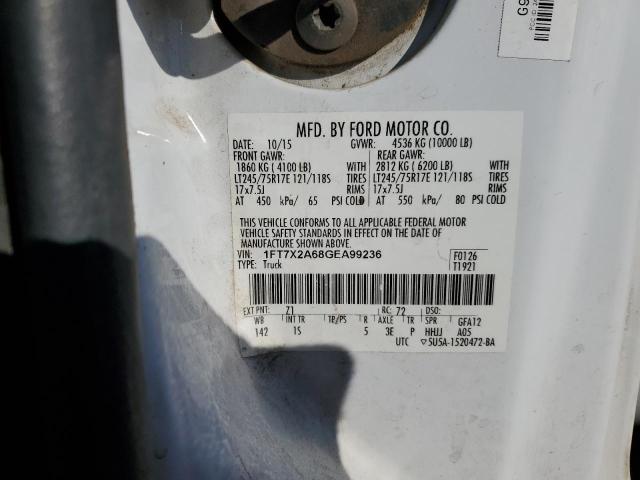 G9
MFD. BY FORD MOTOR CO.
DATE: 10/15 GVWR: 4536 KG (10000 LB)
FRONT GAWR: REAR GAWR:
1860 KG ( 4100 LB) WITH 2812 KG ( 6200 LB) WITH
LT245/75R17E 121/118S TIRES LT245/75R17E 121/118S TIRES
17x7.5J RIMS 17x7.5J RIMS
AT 450 kPa/ 65 PSI COLD AT 550 kPa/ 80 PSI COLD
THIS VEHICLE CONFORMS TO ALL APPLICABLE FEDERAL MOTOR
VEHICLE SAFETY STANDARDS IN EFFECT ON THE DATE OF
MANUFACTURE SHOWN ABOVE.
VIN: 1FT7X2A68GEA99236 F0126
TYPE: Truck T1921
EXT PNT: Z1 RC: 72 DSO:
WB INT TR TP/PS R AXLE TR SPR GFA12
142 1S 5 3E P HHJJ A05
UTC 5U5A-1520472-BA